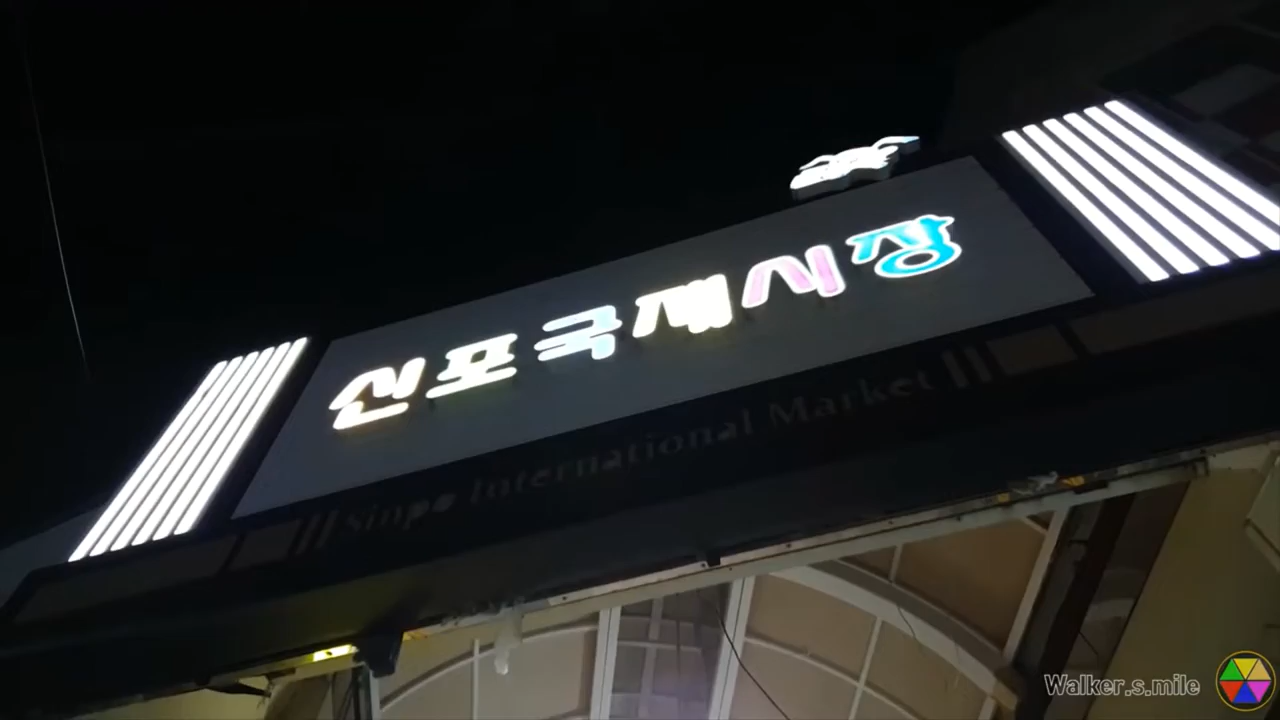 신포국제시장
Sinpo International Market
Walker.s.mile